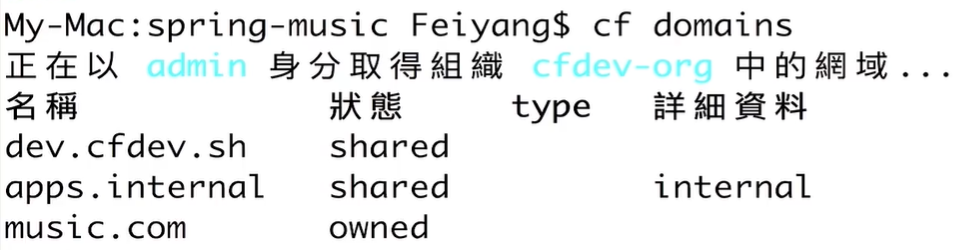 My-Mac:spring-music Feiyang$ cf domains
正在以 admin 身分取得組織 cfdev-org 中的網域...
名稱 狀態 type 詳細資料
dev.cfdev.sh shared
apps.internal shared internal
music.com owned